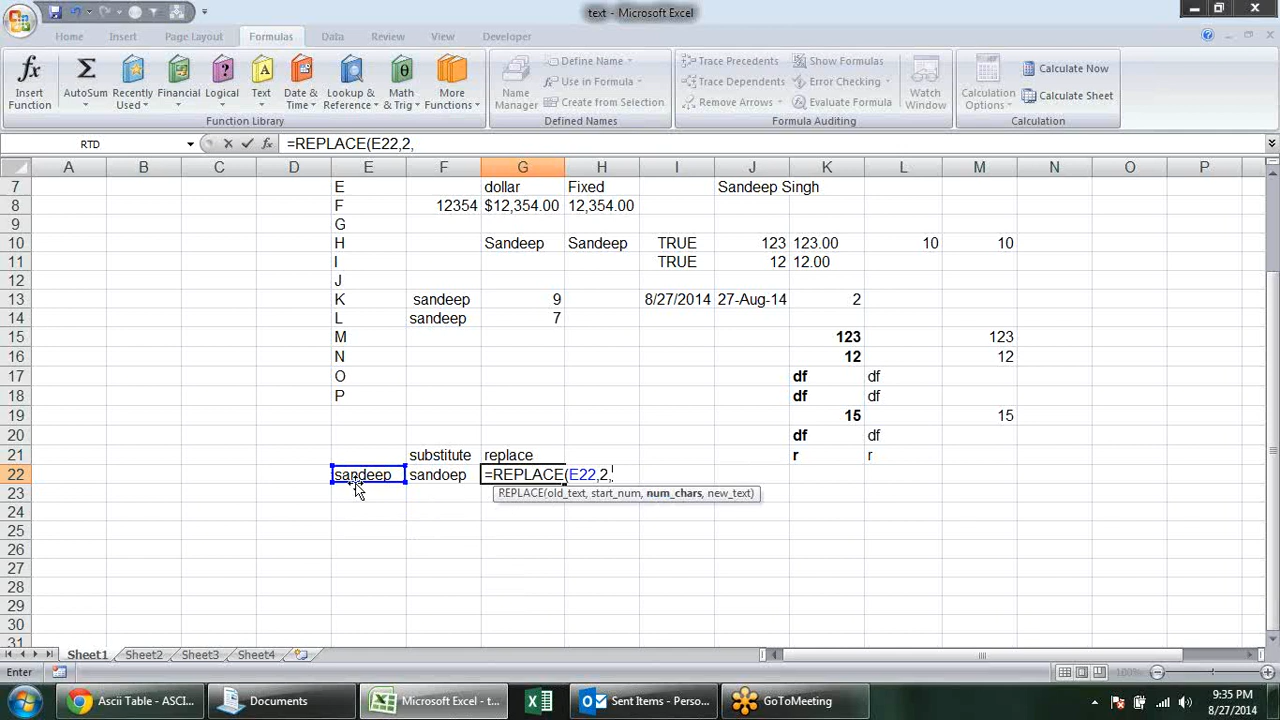 text - Microsoft Excel
Home Insert Page Layout Formulas Data Review View Developer
fx Insert Function
Σ AutoSum
Recently Used
Financial
Logical
Text
Date & Time
Lookup & Reference
Math & Trig
More Functions
Function Library
Name Manager
Define Name
Use in Formula
Create from Selection
Defined Names
Trace Precedents
Trace Dependents
Remove Arrows
Show Formulas
Error Checking
Evaluate Formula
Formula Auditing
Watch Window
Calculation Options
Calculate Now
Calculate Sheet
Calculation
RTD fx =REPLACE(E22,2,
A B C D E F G H I J K L M N O P
7 E dollar Fixed Sandeep Singh
8 F 12354 $12,354.00 12,354.00
9 G
10 H Sandeep Sandeep TRUE 123 123.00 10 10
11 I TRUE 12 12.00
12 J
13 K sandeep 9 8/27/2014 27-Aug-14 2
14 L sandeep 7
15 M 123 123
16 N 12 12
17 O df df
18 P df df
19 15 15
20 df df
21 substitute replace r r
22 sandeep sandoep =REPLACE(E22,2,
23 REPLACE(old_text, start_num, num_chars, new_text)
24
25
26
27
28
29
30
31
Sheet1 Sheet2 Sheet3 Sheet4
Enter 100%
Ascii Table - ASCI... Documents Microsoft Excel - t... Sent Items - Perso... GoToMeeting 9:35 PM
8/27/2014